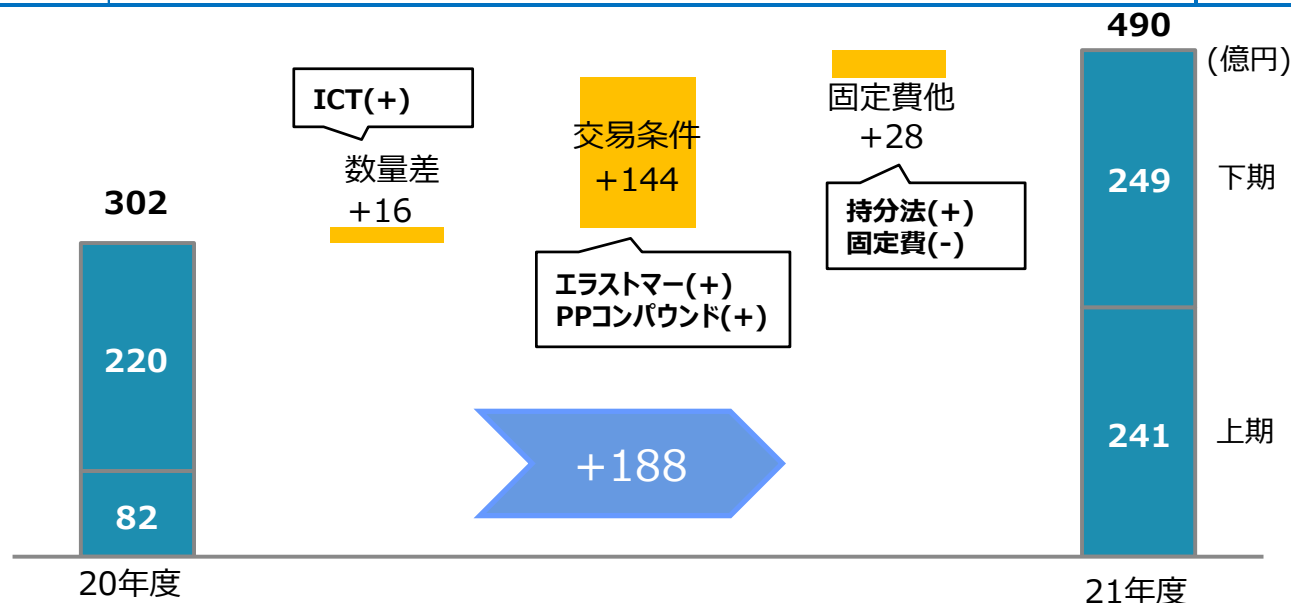 490
(億円)
ICT(+)
数量差
+16
交易条件
+144
固定費他
+28
302
持分法(+)
固定費(-)
エラストマー(+)
PPコンパウンド(+)
249
下期
220
82
+188
241
上期
20年度
21年度